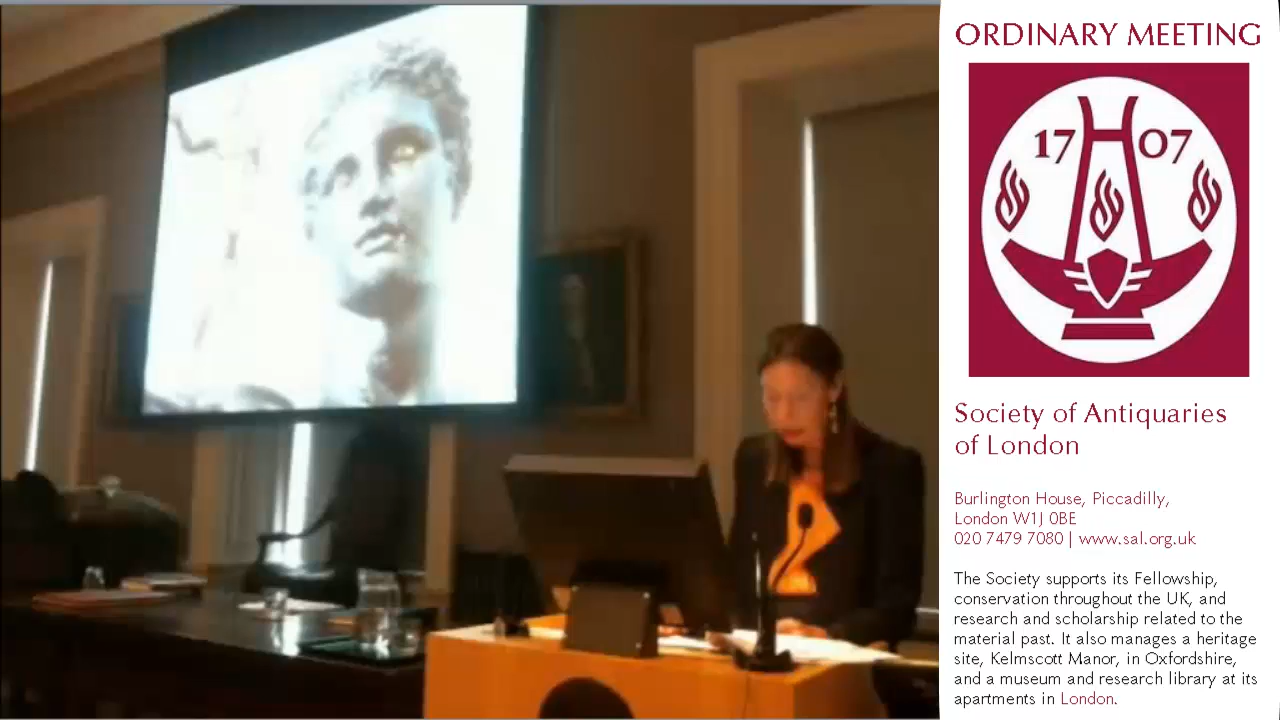 ORDINARY MEETING
17 07
Society of Antiquaries
of London
Burlington House, Piccadilly,
London W1J 0BE
020 7479 7080 | www.sal.org.uk
The Society supports its Fellowship,
conservation throughout the UK, and
research and scholarship related to the
material past. It also manages a heritage
site, Kelmscott Manor, in Oxfordshire,
and a museum and research library at its
apartments in London.